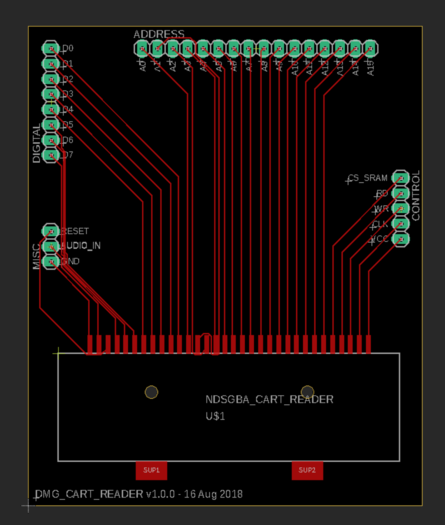 ADDRESS
D0
D1
D2
D3
D4
D5
D6
D7
DIGITAL
A0
A1
A2
A3
A4
A5
A6
A7
A8
A9
A10
A11
A12
A13
A14
A15
CS_SRAM
RD
WR
CLK
VCC
CONTROL
RESET
AUDIO_IN
GND
MISC
NDSGBA_CART_READER
U$1
SUP1
SUP2
DMG_CART_READER v1.0.0 - 16 Aug 2018